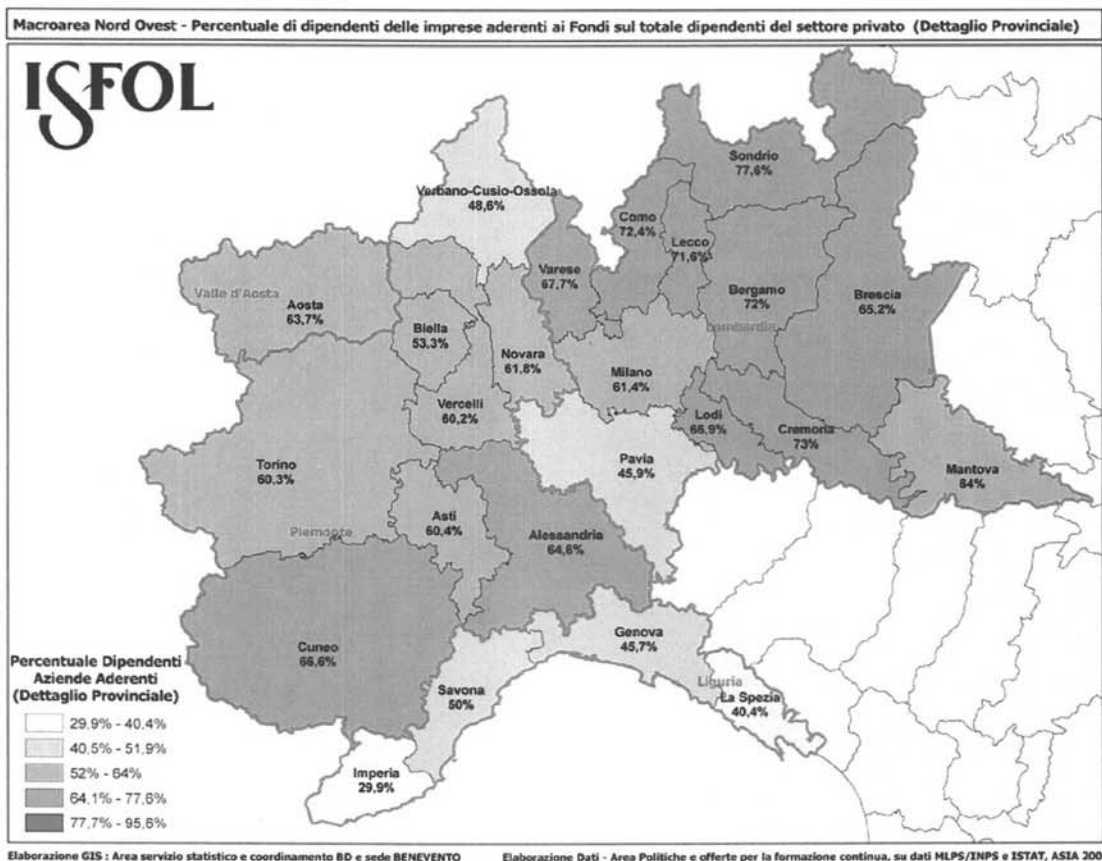 Macroarea Nord Ovest - Percentuale di dipendenti delle imprese aderenti ai Fondi sul totale dipendenti del settore privato (Dettaglio Provinciale)
ISFOL
Sondrio
77,6%
Verbano-Cusio-Ossola
48,6%
Como
72,4%
Lecco
71,6%
Varese
67,7%
Bergamo
72%
Brescia
65,2%
Valle d'Aosta
Aosta
63,7%
Lombardia
Biella
53,3%
Novara
61,8%
Milano
61,4%
Vercelli
60,2%
Lodi
66,9%
Cremona
73%
Pavia
45,9%
Mantova
64%
Torino
60,3%
Asti
60,4%
Piemonte
Alessandria
64,6%
Cuneo
66,6%
Genova
45,7%
Savona
50%
Liguria
La Spezia
40,4%
Imperia
29,9%
Percentuale Dipendenti
Aziende Aderenti
(Dettaglio Provinciale)
29.9% - 40.4%
40,5% - 51.9%
52% - 64%
64,1% - 77,6%
77,7% - 95,6%
Elaborazione GIS : Area servizio statistico e coordinamento BD e sede BENEVENTO
Elaborazione Dati - Area Politiche e offerte per la formazione continua, su dati MLPS/INPS e ISTAT, ASIA 200